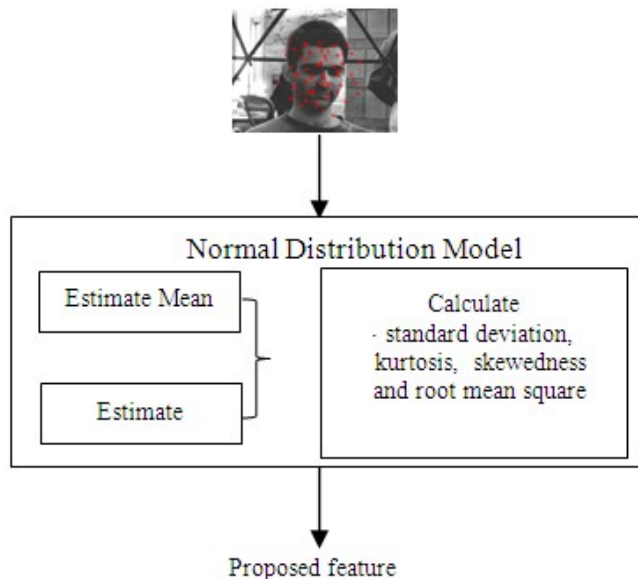 Normal Distribution Model
Estimate Mean
Estimate
Calculate
- standard deviation,
kurtosis, skewedness
and root mean square
Proposed feature